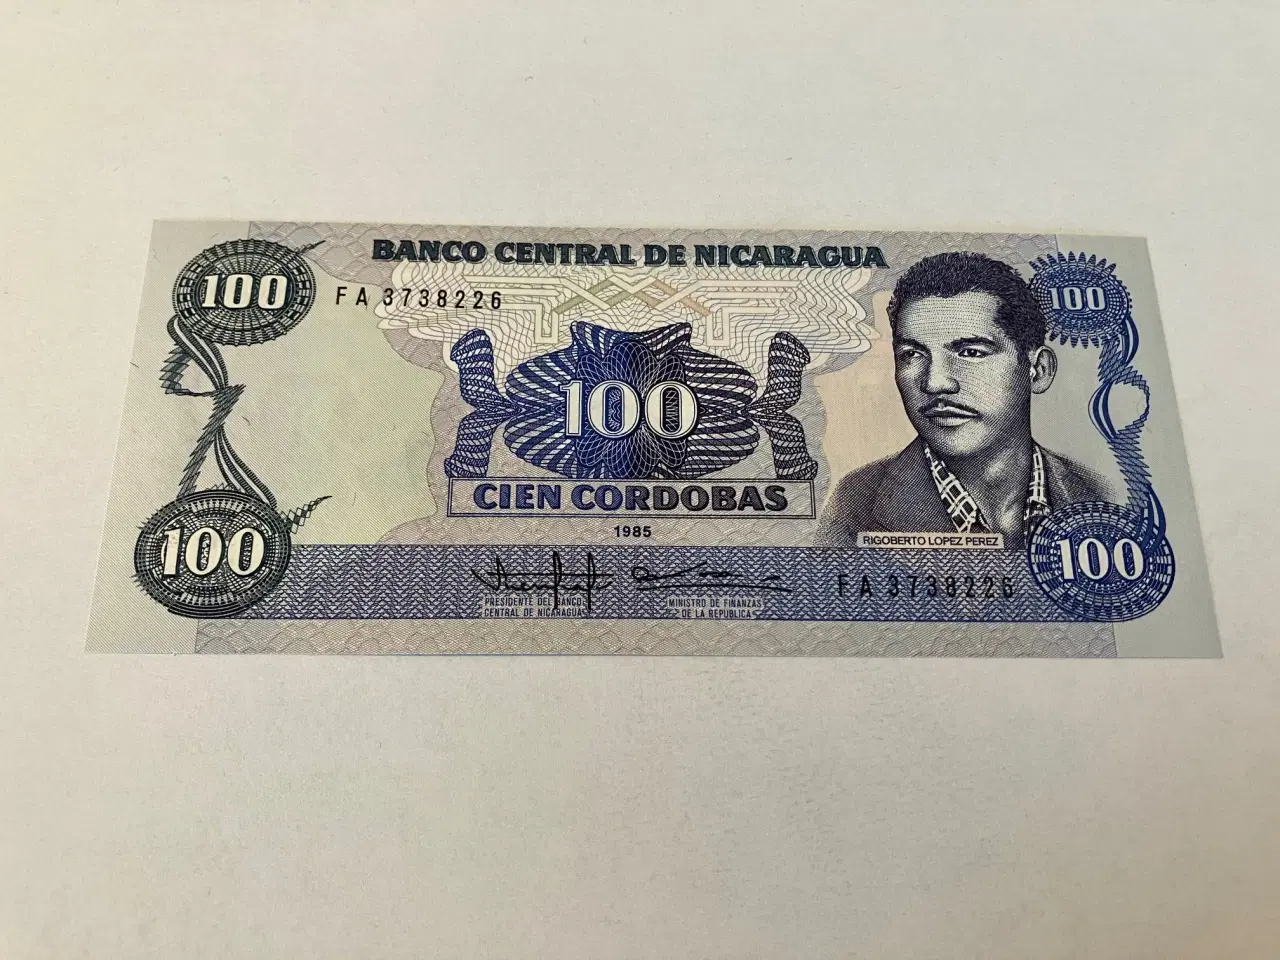 BANCO CENTRAL DE NICARAGUA
100
FA 3738226
100
100
CIEN CORDOBAS
1985
RIGOBERTO LOPEZ PEREZ
100
PRESIDENTE DEL BANCO
CENTRAL DE NICARAGUA
MINISTRO DE FINANZAS
DE LA REPUBLICA
FA 3738226
100